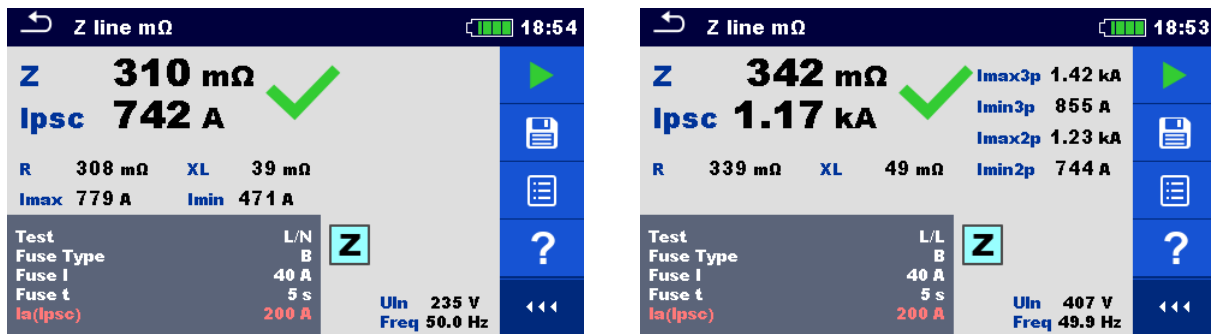 Z line mΩ 18:54
Z 310 mΩ
Ipsc 742 A
R 308 mΩ XL 39 mΩ
Imax 779 A Imin 471 A
Test L/N
Fuse Type B
Fuse I 40 A
Fuse t 5 s
Ia(Ipsc) 200 A
Z
Uln 235 V
Freq 50.0 Hz
?
Z line mΩ 18:53
Z 342 mΩ
Ipsc 1.17 kA
Imax3p 1.42 kA
Imin3p 855 A
Imax2p 1.23 kA
Imin2p 744 A
R 339 mΩ XL 49 mΩ
Test L/L
Fuse Type B
Fuse I 40 A
Fuse t 5 s
Ia(Ipsc) 200 A
Z
Uln 407 V
Freq 49.9 Hz
?